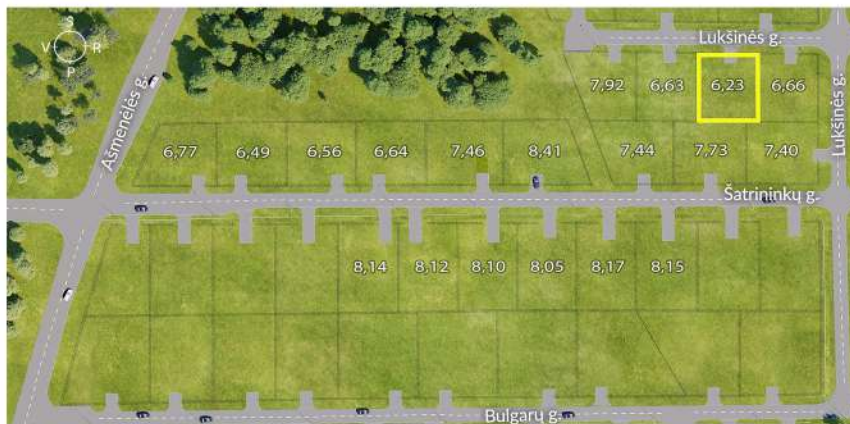 S
V R
P
Lukšinės g.
7,92 6,63 6,23 6,66
Ašmenėlės g.
Lukšinės g.
6,77 6,49 6,56 6,64 7,46 8,41 7,44 7,73 7,40
Šatrininkų g.
8,14 8,12 8,10 8,05 8,17 8,15
Bulgarų g.